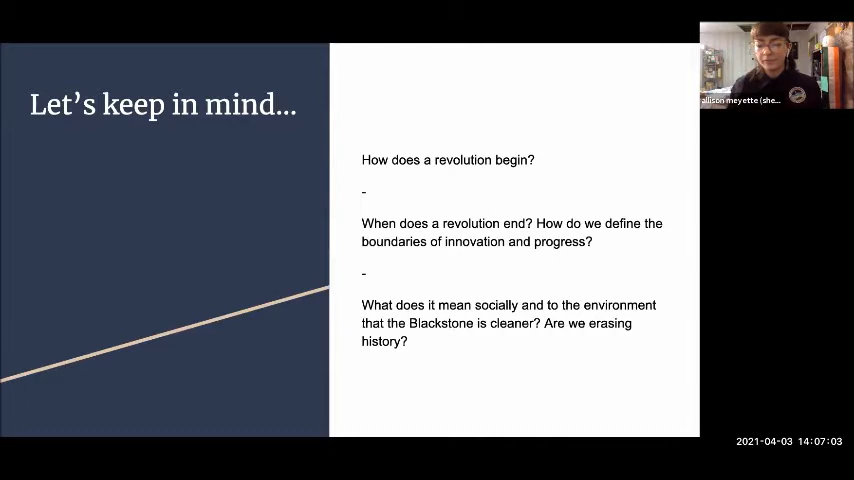 Let's keep in mind...
How does a revolution begin?
-
When does a revolution end? How do we define the
boundaries of innovation and progress?
-
What does it mean socially and to the environment
that the Blackstone is cleaner? Are we erasing
history?
allison meyette (she...
2021-04-03 14:07:03